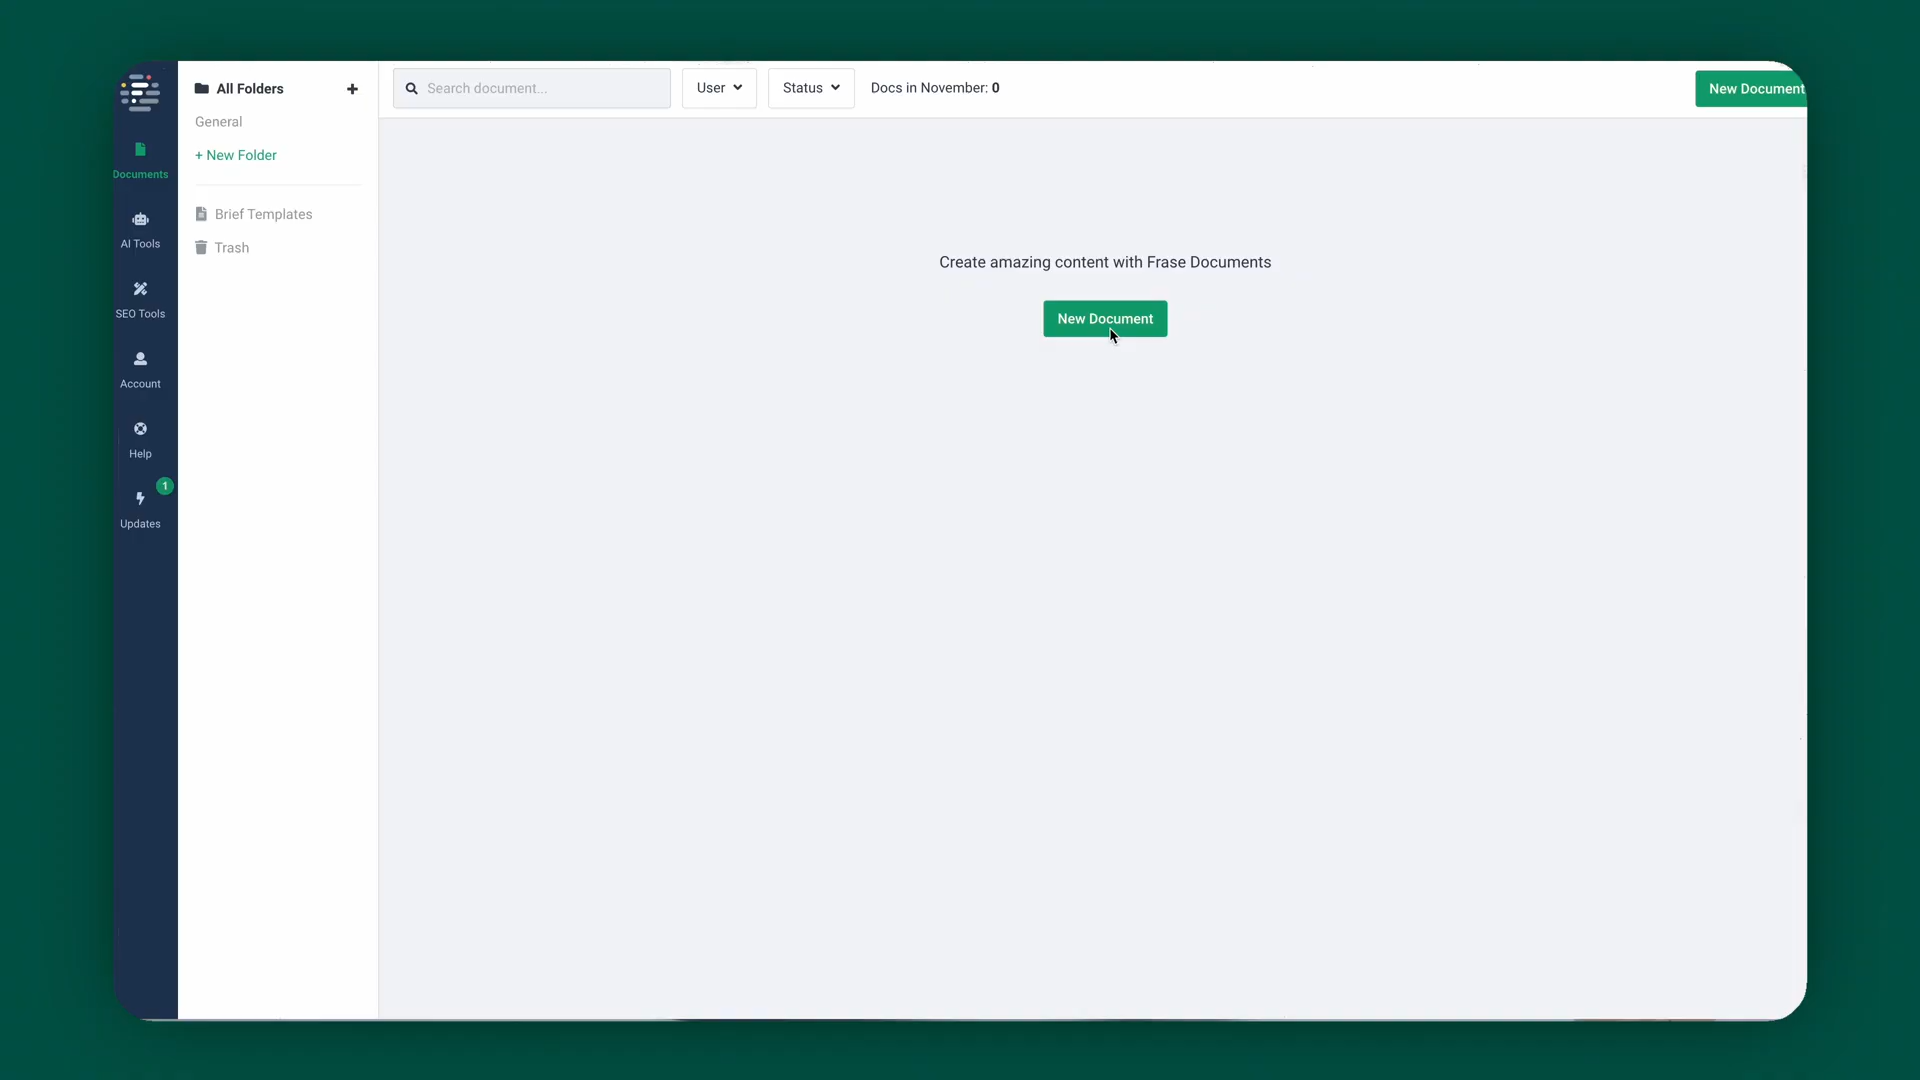 Documents
AI Tools
SEO Tools
Account
Help
1
Updates
All Folders
General
+ New Folder
Brief Templates
Trash
Search document...
User
Status
Docs in November: 0
New Document
Create amazing content with Frase Documents
New Document